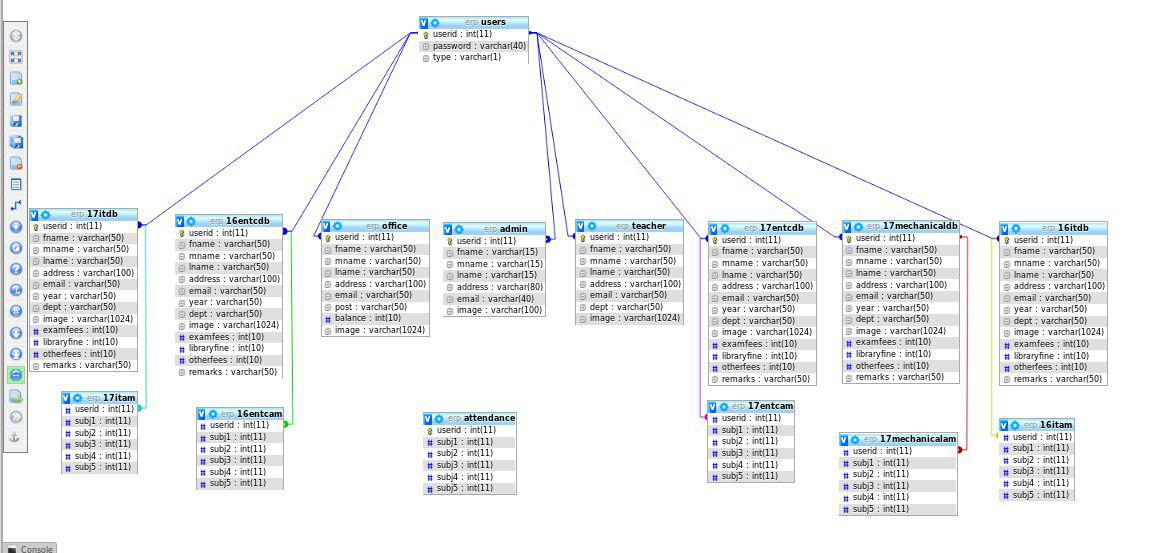 erp users
userid : int(11)
password : varchar(40)
type : varchar(1)
erp 17itdb
userid : int(11)
fname : varchar(50)
mname : varchar(50)
lname : varchar(50)
address : varchar(100)
email : varchar(50)
year : varchar(50)
dept : varchar(50)
image : varchar(1024)
examfees : int(10)
libraryfine : int(10)
otherfees : int(10)
remarks : varchar(50)
erp 16entcdb
userid : int(11)
fname : varchar(50)
mname : varchar(50)
lname : varchar(50)
address : varchar(100)
email : varchar(50)
year : varchar(50)
dept : varchar(50)
image : varchar(1024)
examfees : int(10)
libraryfine : int(10)
otherfees : int(10)
remarks : varchar(50)
erp office
userid : int(11)
fname : varchar(50)
mname : varchar(50)
lname : varchar(50)
address : varchar(100)
email : varchar(50)
post : varchar(50)
balance : int(10)
image : varchar(1024)
erp admin
userid : int(11)
fname : varchar(15)
mname : varchar(15)
lname : varchar(15)
address : varchar(80)
email : varchar(40)
image : varchar(100)
erp teacher
userid : int(11)
fname : varchar(50)
mname : varchar(50)
lname : varchar(50)
address : varchar(100)
email : varchar(50)
dept : varchar(50)
image : varchar(1024)
erp 17entcdb
userid : int(11)
fname : varchar(50)
mname : varchar(50)
lname : varchar(50)
address : varchar(100)
email : varchar(50)
year : varchar(50)
dept : varchar(50)
image : varchar(1024)
examfees : int(10)
libraryfine : int(10)
otherfees : int(10)
remarks : varchar(50)
erp 17mechanicaldb
userid : int(11)
fname : varchar(50)
mname : varchar(50)
lname : varchar(50)
address : varchar(100)
email : varchar(50)
year : varchar(50)
dept : varchar(50)
image : varchar(1024)
examfees : int(10)
libraryfine : int(10)
otherfees : int(10)
remarks : varchar(50)
erp 16itdb
userid : int(11)
fname : varchar(50)
mname : varchar(50)
lname : varchar(50)
address : varchar(100)
email : varchar(50)
year : varchar(50)
dept : varchar(50)
image : varchar(1024)
examfees : int(10)
libraryfine : int(10)
otherfees : int(10)
remarks : varchar(50)
erp 17itam
userid : int(11)
subj1 : int(11)
subj2 : int(11)
subj3 : int(11)
subj4 : int(11)
subj5 : int(11)
erp 16entcam
userid : int(11)
subj1 : int(11)
subj2 : int(11)
subj3 : int(11)
subj4 : int(11)
subj5 : int(11)
erp attendance
userid : int(11)
subj1 : int(11)
subj2 : int(11)
subj3 : int(11)
subj4 : int(11)
subj5 : int(11)
erp 17entcam
userid : int(11)
subj1 : int(11)
subj2 : int(11)
subj3 : int(11)
subj4 : int(11)
subj5 : int(11)
erp 17mechanicalam
userid : int(11)
subj1 : int(11)
subj2 : int(11)
subj3 : int(11)
subj4 : int(11)
subj5 : int(11)
erp 16itam
userid : int(11)
subj1 : int(11)
subj2 : int(11)
subj3 : int(11)
subj4 : int(11)
subj5 : int(11)
Console